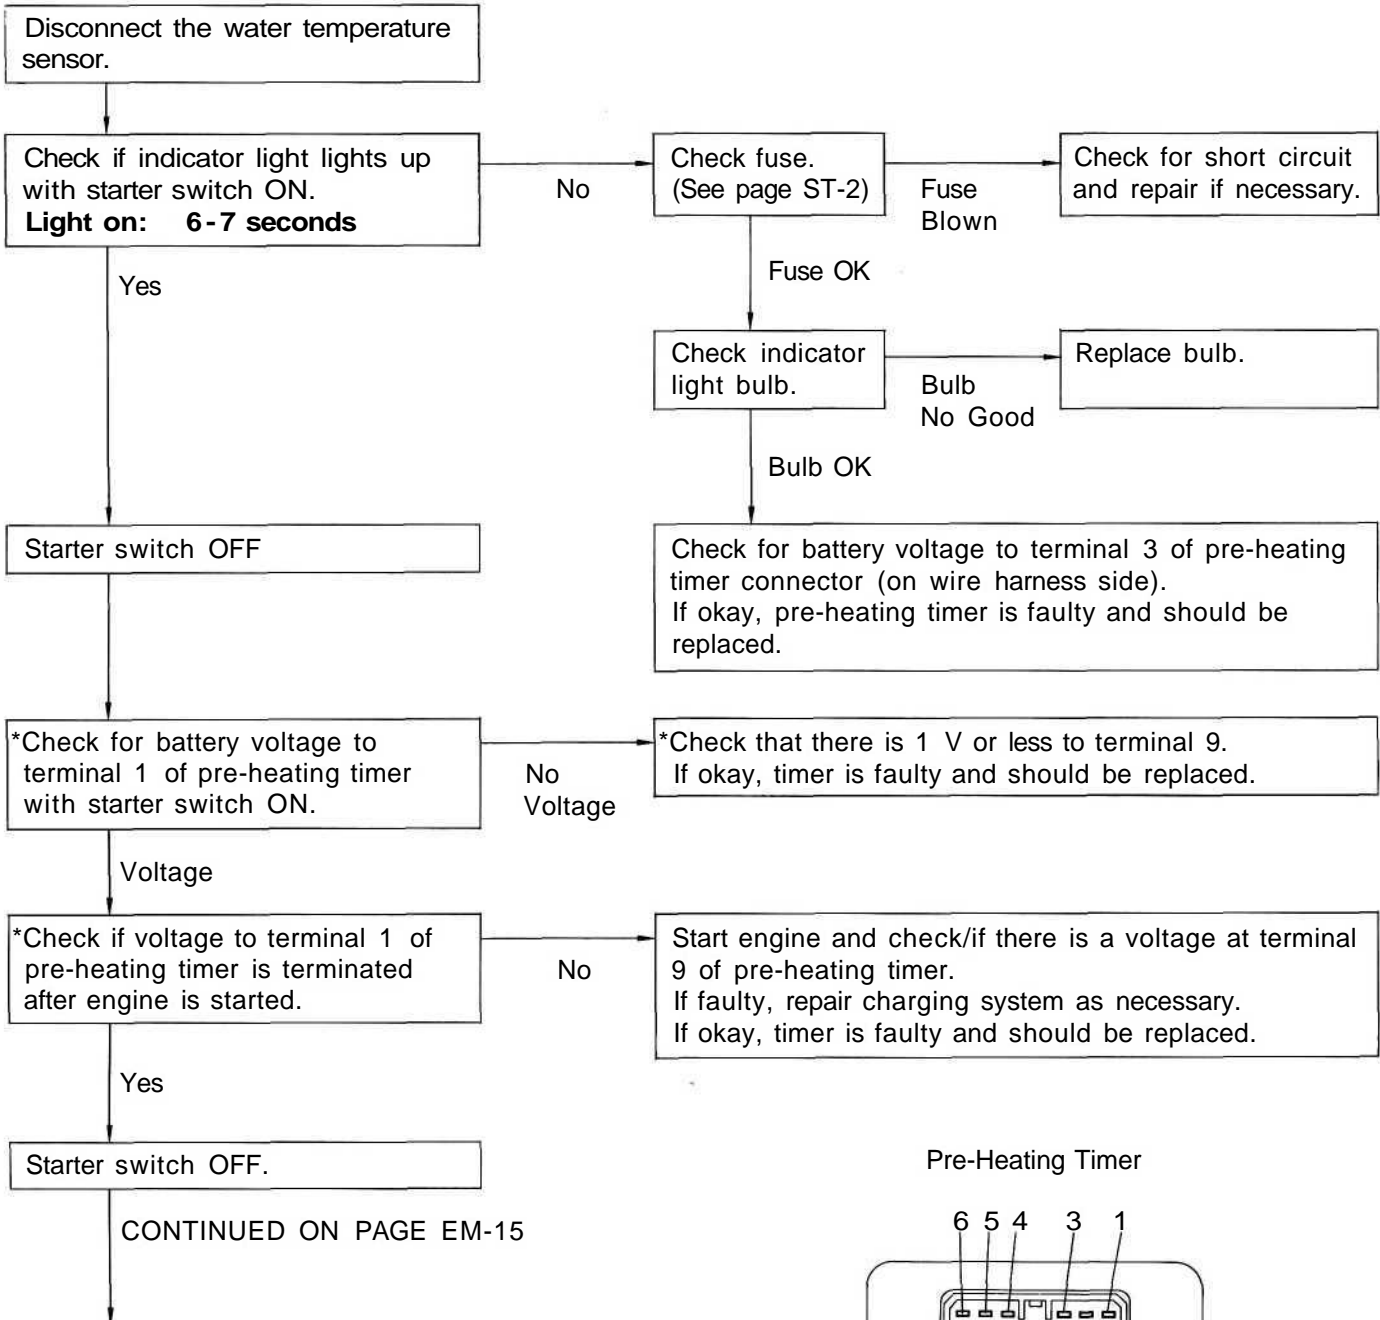 Disconnect the water temperature
sensor.
Check if indicator light lights up
with starter switch ON.
Light on: 6-7 seconds
No
Check fuse.
(See page ST-2)
Fuse
Blown
Check for short circuit
and repair if necessary.
Yes
Fuse OK
Check indicator
light bulb.
Bulb
No Good
Replace bulb.
Bulb OK
Starter switch OFF
Check for battery voltage to terminal 3 of pre-heating
timer connector (on wire harness side).
If okay, pre-heating timer is faulty and should be
replaced.
*Check for battery voltage to
terminal 1 of pre-heating timer
with starter switch ON.
No
Voltage
*Check that there is 1 V or less to terminal 9.
If okay, timer is faulty and should be replaced.
Voltage
*Check if voltage to terminal 1 of
pre-heating timer is terminated
after engine is started.
No
Start engine and check/if there is a voltage at terminal
9 of pre-heating timer.
If faulty, repair charging system as necessary.
If okay, timer is faulty and should be replaced.
Yes
Starter switch OFF.
CONTINUED ON PAGE EM-15
Pre-Heating Timer
6 5 4 3 1